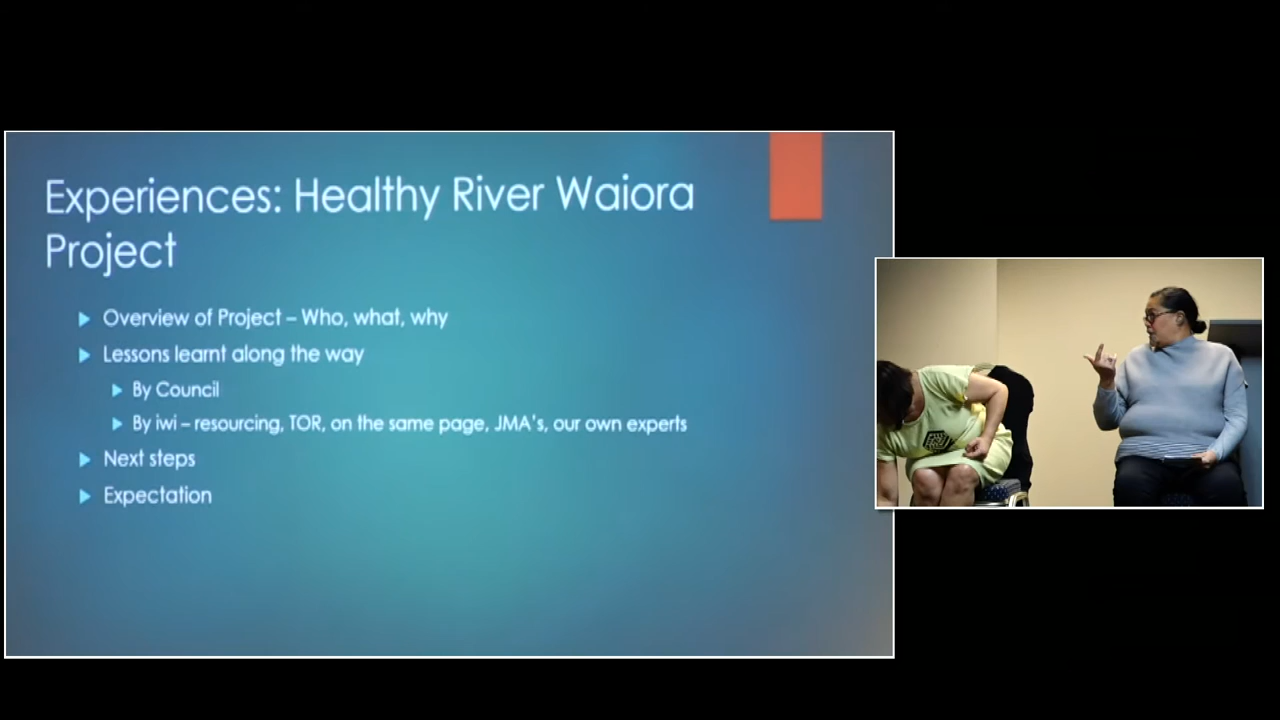 Experiences: Healthy River Waiora
Project
Overview of Project – Who, what, why
Lessons learnt along the way
By Council
By iwi – resourcing, TOR, on the same page, JMA's, our own experts
Next steps
Expectation